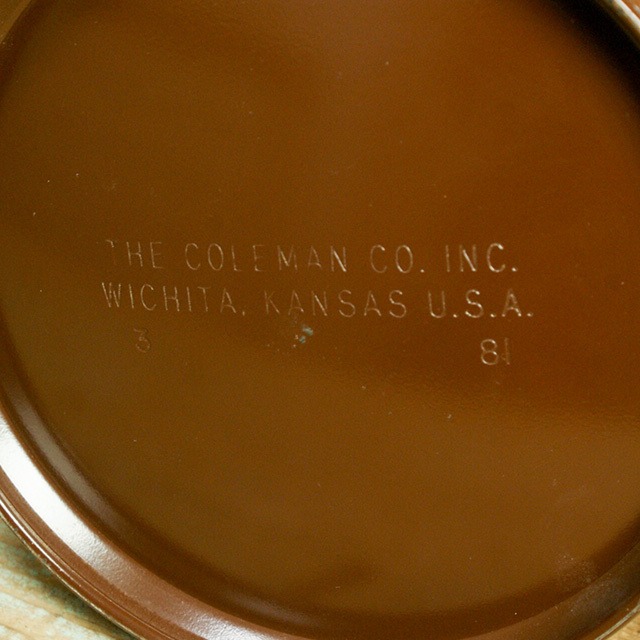 THE COLEMAN CO. INC.
WICHITA, KANSAS U.S.A.
3 81